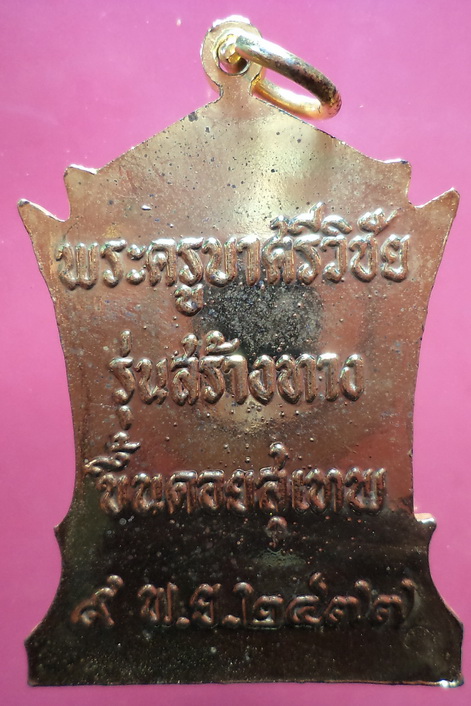 พระครูบาศรีวิชัย
รุ่นสร้างทาง
ขึ้นดอยสุเทพ
๙ พ.ย.๒๔๗๗